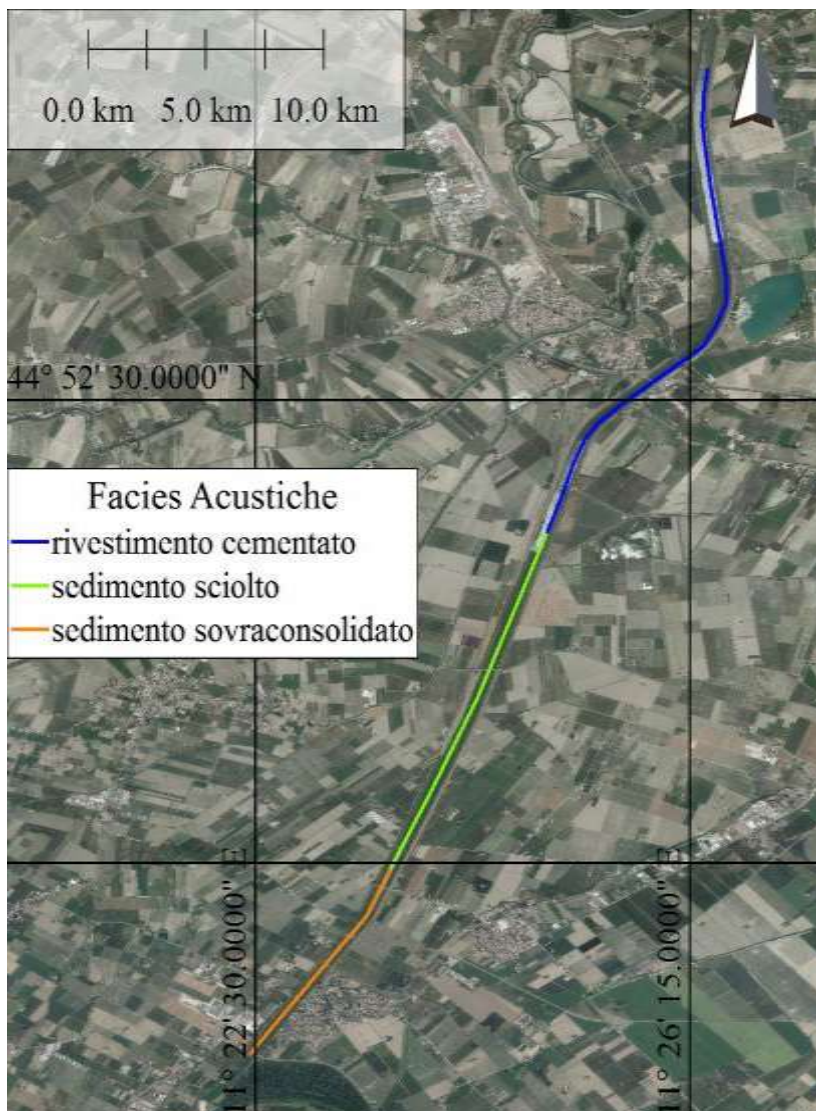 0.0 km 5.0 km 10.0 km
44° 52' 30.0000" N
Facies Acustiche
rivestimento cementato
sedimento sciolto
sedimento sovraconsolidato
11° 22' 30.0000" E
11° 26' 15.0000" E